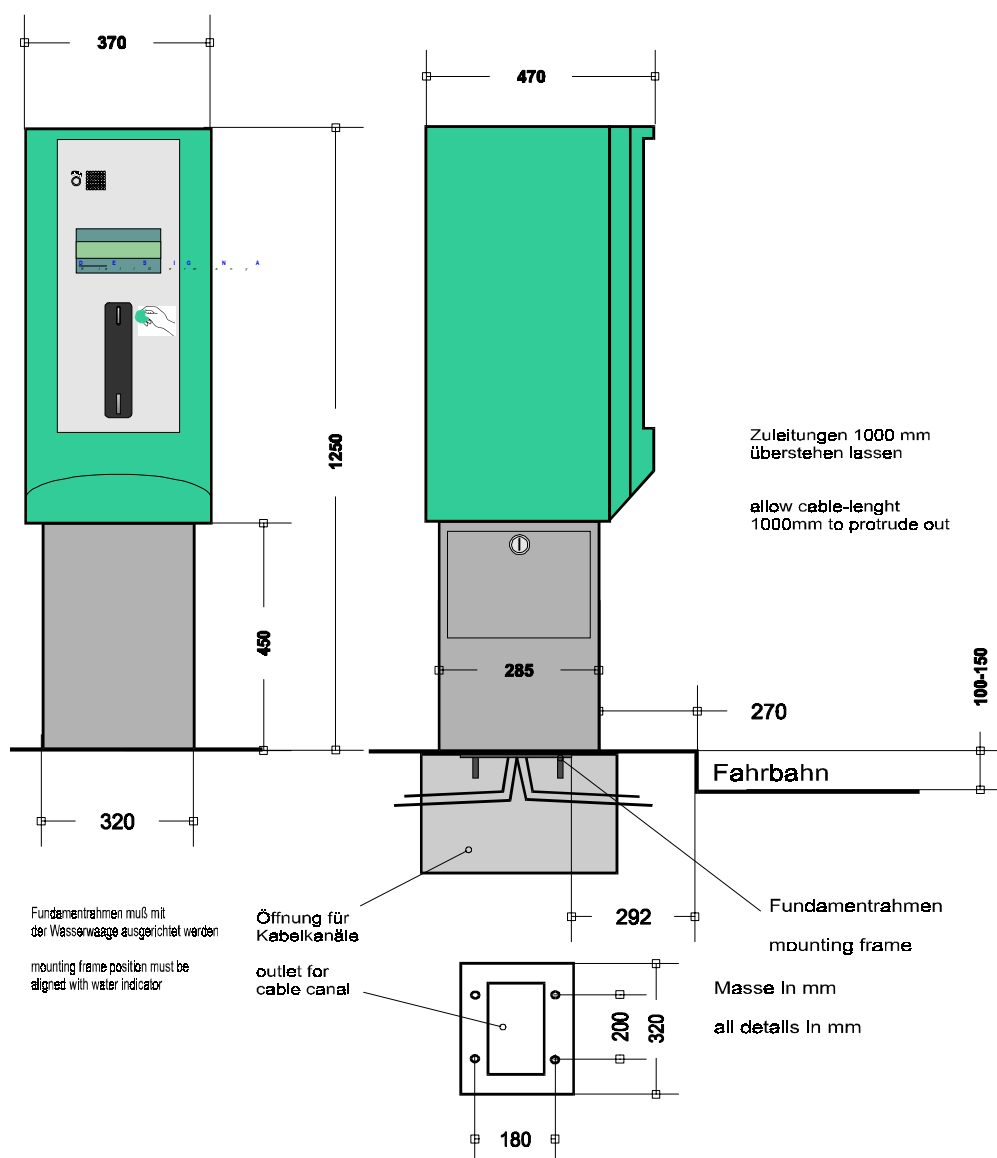 370
470
D E S I G N A
1250
Zuleitungen 1000 mm
überstehen lassen
allow cable-lenght
1000mm to protrude out
450
285
100-150
270
Fahrbahn
320
292
Fundamentrahmen muß mit
der Wasserwaage ausgerichtet werden
mounting frame position must be
aligned with water indicator
Öffnung für
Kabelkanäle
outlet for
cable canal
Fundamentrahmen
mounting frame
Masse In mm
all details In mm
200
320
180